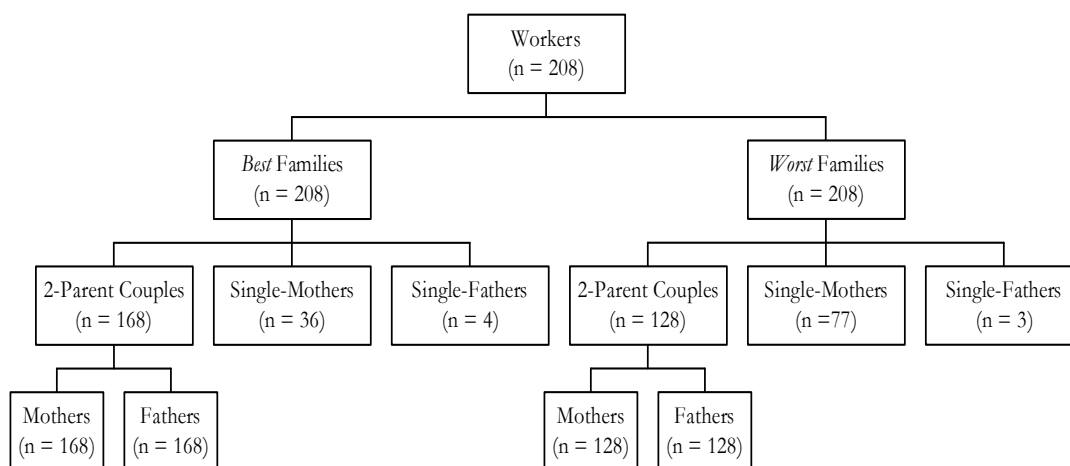 Workers
(n = 208)
Best Families
(n = 208)
Worst Families
(n = 208)
2-Parent Couples
(n = 168)
Single-Mothers
(n = 36)
Single-Fathers
(n = 4)
2-Parent Couples
(n = 128)
Single-Mothers
(n =77)
Single-Fathers
(n = 3)
Mothers
(n = 168)
Fathers
(n = 168)
Mothers
(n = 128)
Fathers
(n = 128)